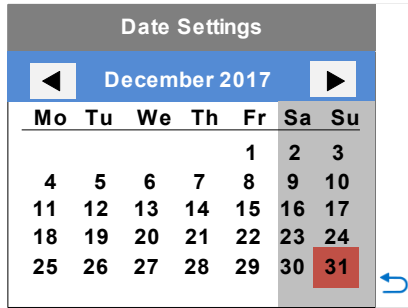 Date Settings
December 2017
Mo Tu We Th Fr Sa Su
1 2 3
4 5 6 7 8 9 10
11 12 13 14 15 16 17
18 19 20 21 22 23 24
25 26 27 28 29 30 31